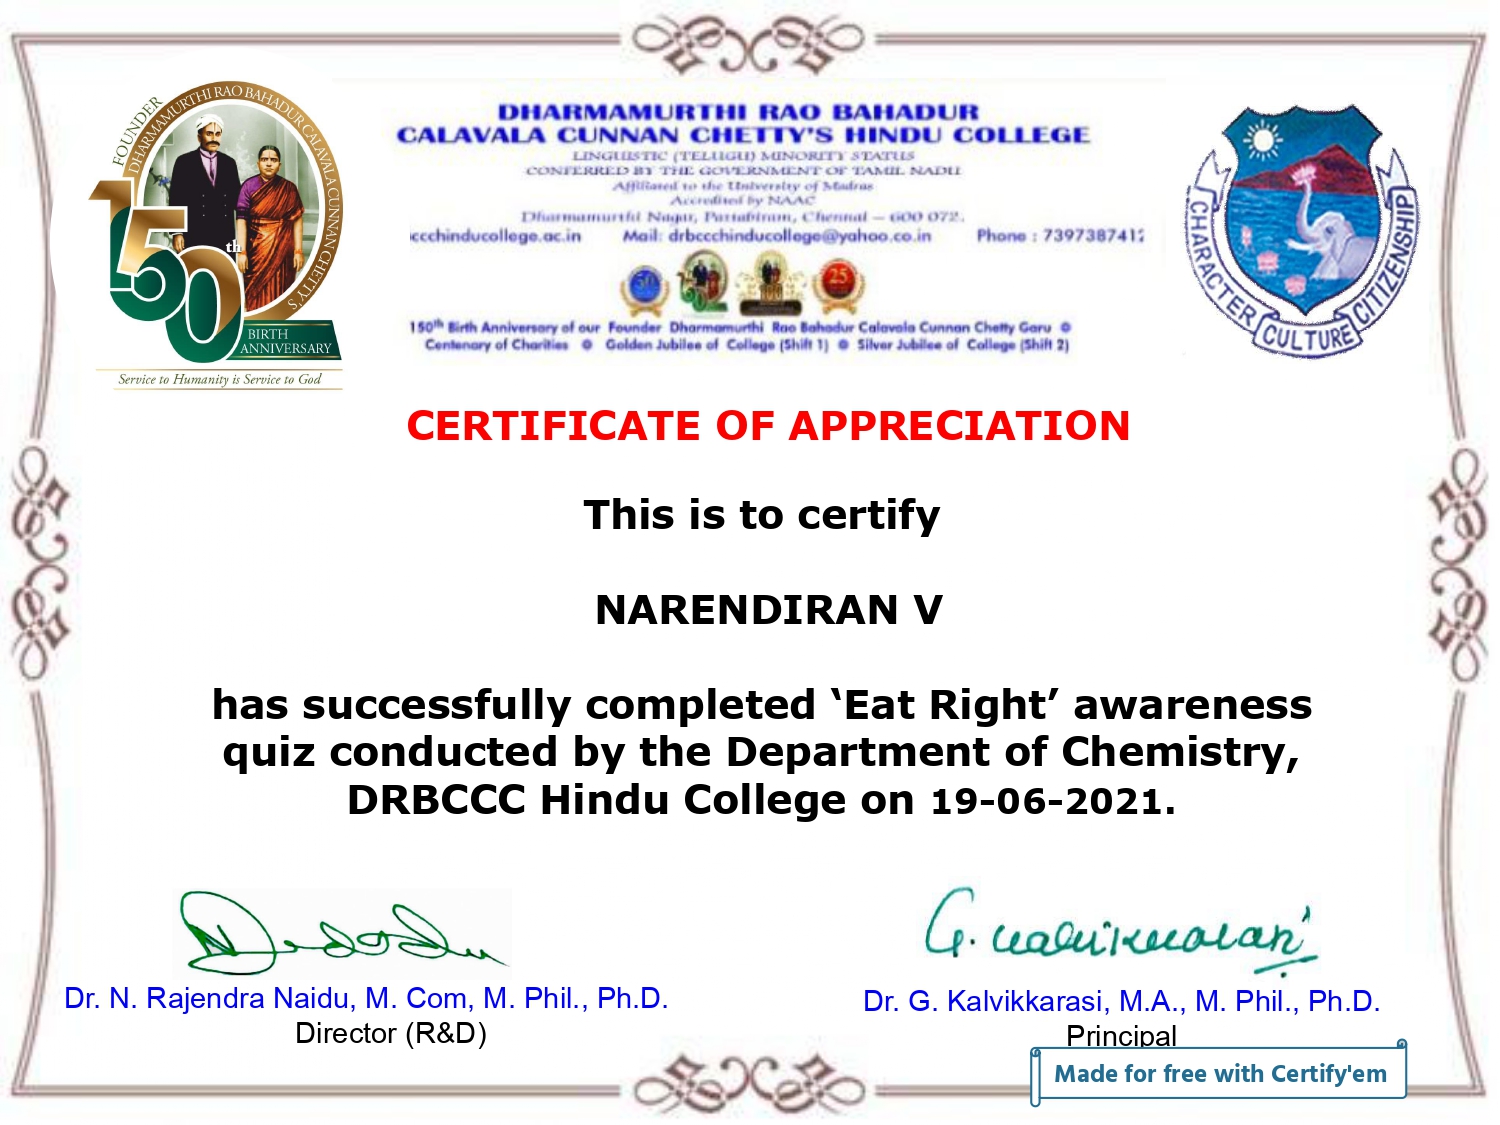 FOUNDER
DHARMAMURTHI RAO BAHADUR CALAVALA CUNNAN CHETTY'S
150th
BIRTH
ANNIVERSARY
Service to Humanity is Service to God
DHARMAMURTHI RAO BAHADUR
CALAVALA CUNNAN CHETTY'S HINDU COLLEGE
LINGUISTIC (TELUGU) MINORITY STATUS
CONFERRED BY THE GOVERNMENT OF TAMIL NADU
Affiliated to the University of Madras
Accredited by NAAC
Dharmamurthi Nagar, Pattabiram, Chennai – 600 072.
ccchinducollege.ac.in Mail: drbccchinducollege@yahoo.co.in Phone : 7397387412
50 25
150th Birth Anniversary of our Founder Dharmamurthi Rao Bahadur Calavala Cunnan Chetty Garu
Centenary of Charities Golden Jubilee of College (Shift 1) Silver Jubilee of College (Shift 2)
CHARACTER CULTURE CITIZENSHIP
CERTIFICATE OF APPRECIATION
This is to certify
NARENDIRAN V
has successfully completed ‘Eat Right’ awareness
quiz conducted by the Department of Chemistry,
DRBCCC Hindu College on 19-06-2021.
G. Kalvikkarasi
Dr. N. Rajendra Naidu, M. Com, M. Phil., Ph.D.
Director (R&D)
Dr. G. Kalvikkarasi, M.A., M. Phil., Ph.D.
Principal
Made for free with Certify'em